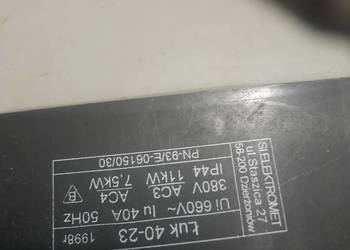 SIELEKTROMET
ul Staszica 27
58-200 Dzierżoniów
Łuk 40-23 1998r
Ui 660V~ Iu 40A 50Hz
380V AC3 AC4
IP44 11kW 7,5kW
B
PN-93/E-06150/30